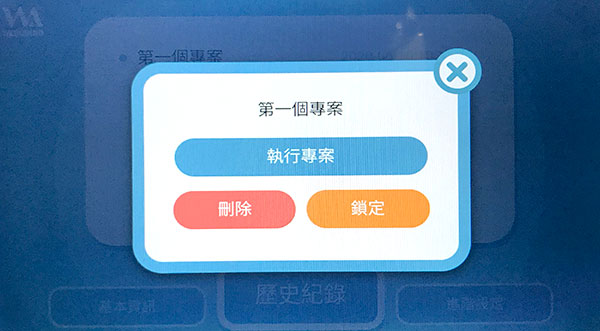 第一個專案
第一個專案
執行專案
刪除
鎖定
基本資訊
歷史紀錄
進階設定